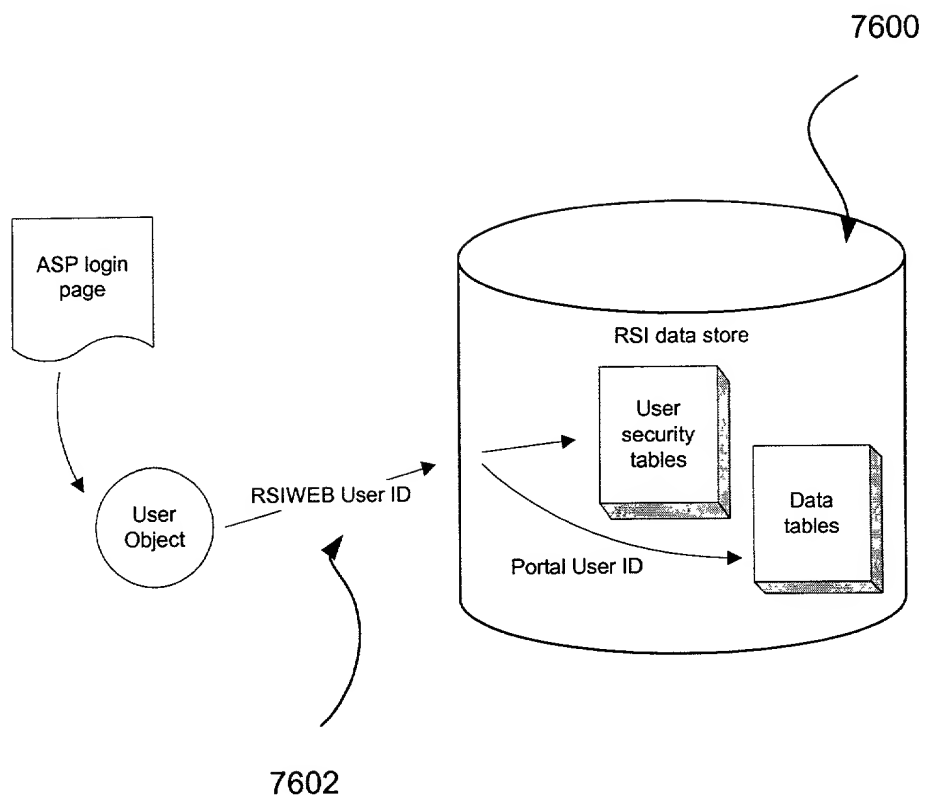 7600
ASP login
page
RSI data store
User
security
tables
User
Object
RSIWEB User ID
Data
tables
Portal User ID
7602